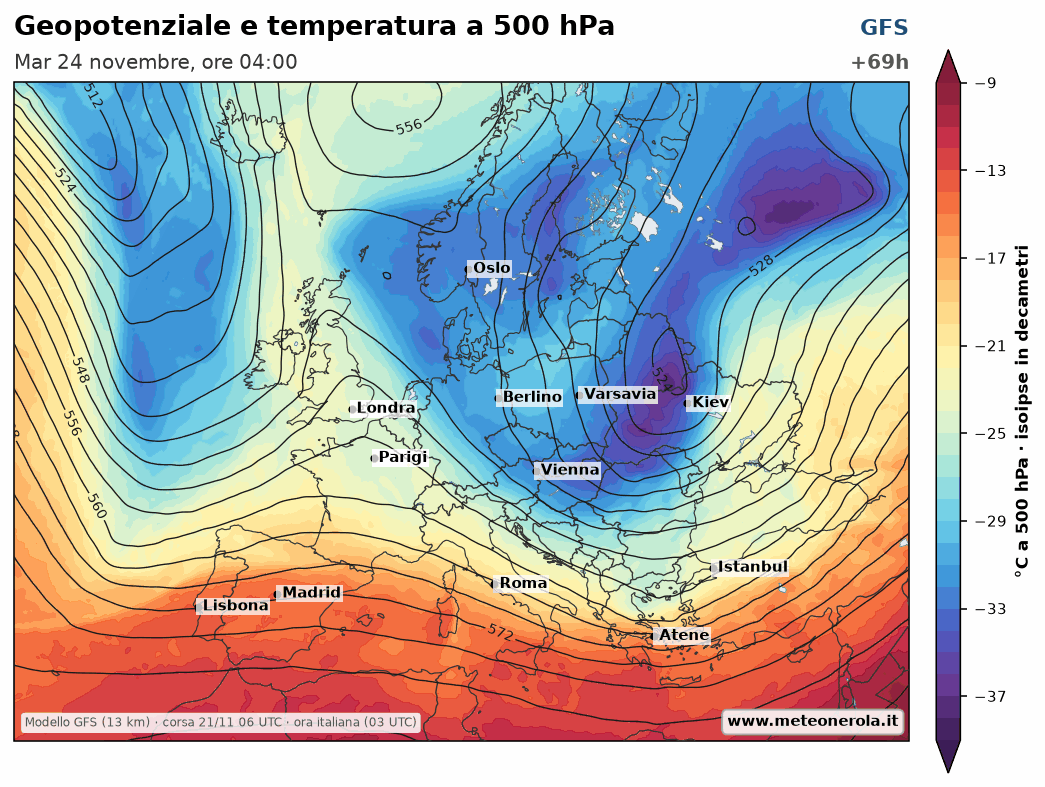 Geopotenziale e temperatura a 500 hPa
GFS
Mar 24 novembre, ore 04:00
+69h
512
556
524
528
Oslo
548
524
Berlino
Varsavia
Kiev
Londra
556
Parigi
Vienna
560
Istanbul
Roma
Madrid
Lisbona
572
Atene
Modello GFS (13 km) · corsa 21/11 06 UTC · ora italiana (03 UTC)
www.meteonerola.it
−9
−13
−17
−21
−25
−29
−33
−37
°C a 500 hPa · isoipse in decametri